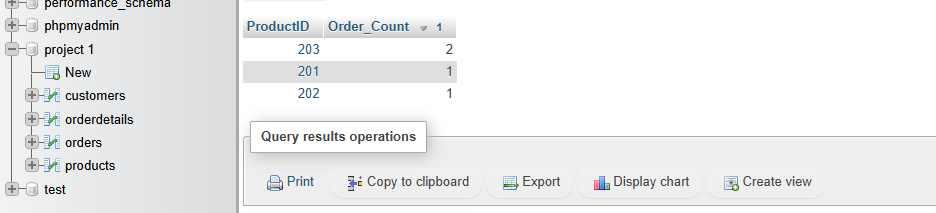 performance_schema
phpmyadmin
project 1
New
customers
orderdetails
orders
products
test
ProductID Order_Count 1
203 2
201 1
202 1
Query results operations
Print Copy to clipboard Export Display chart Create view